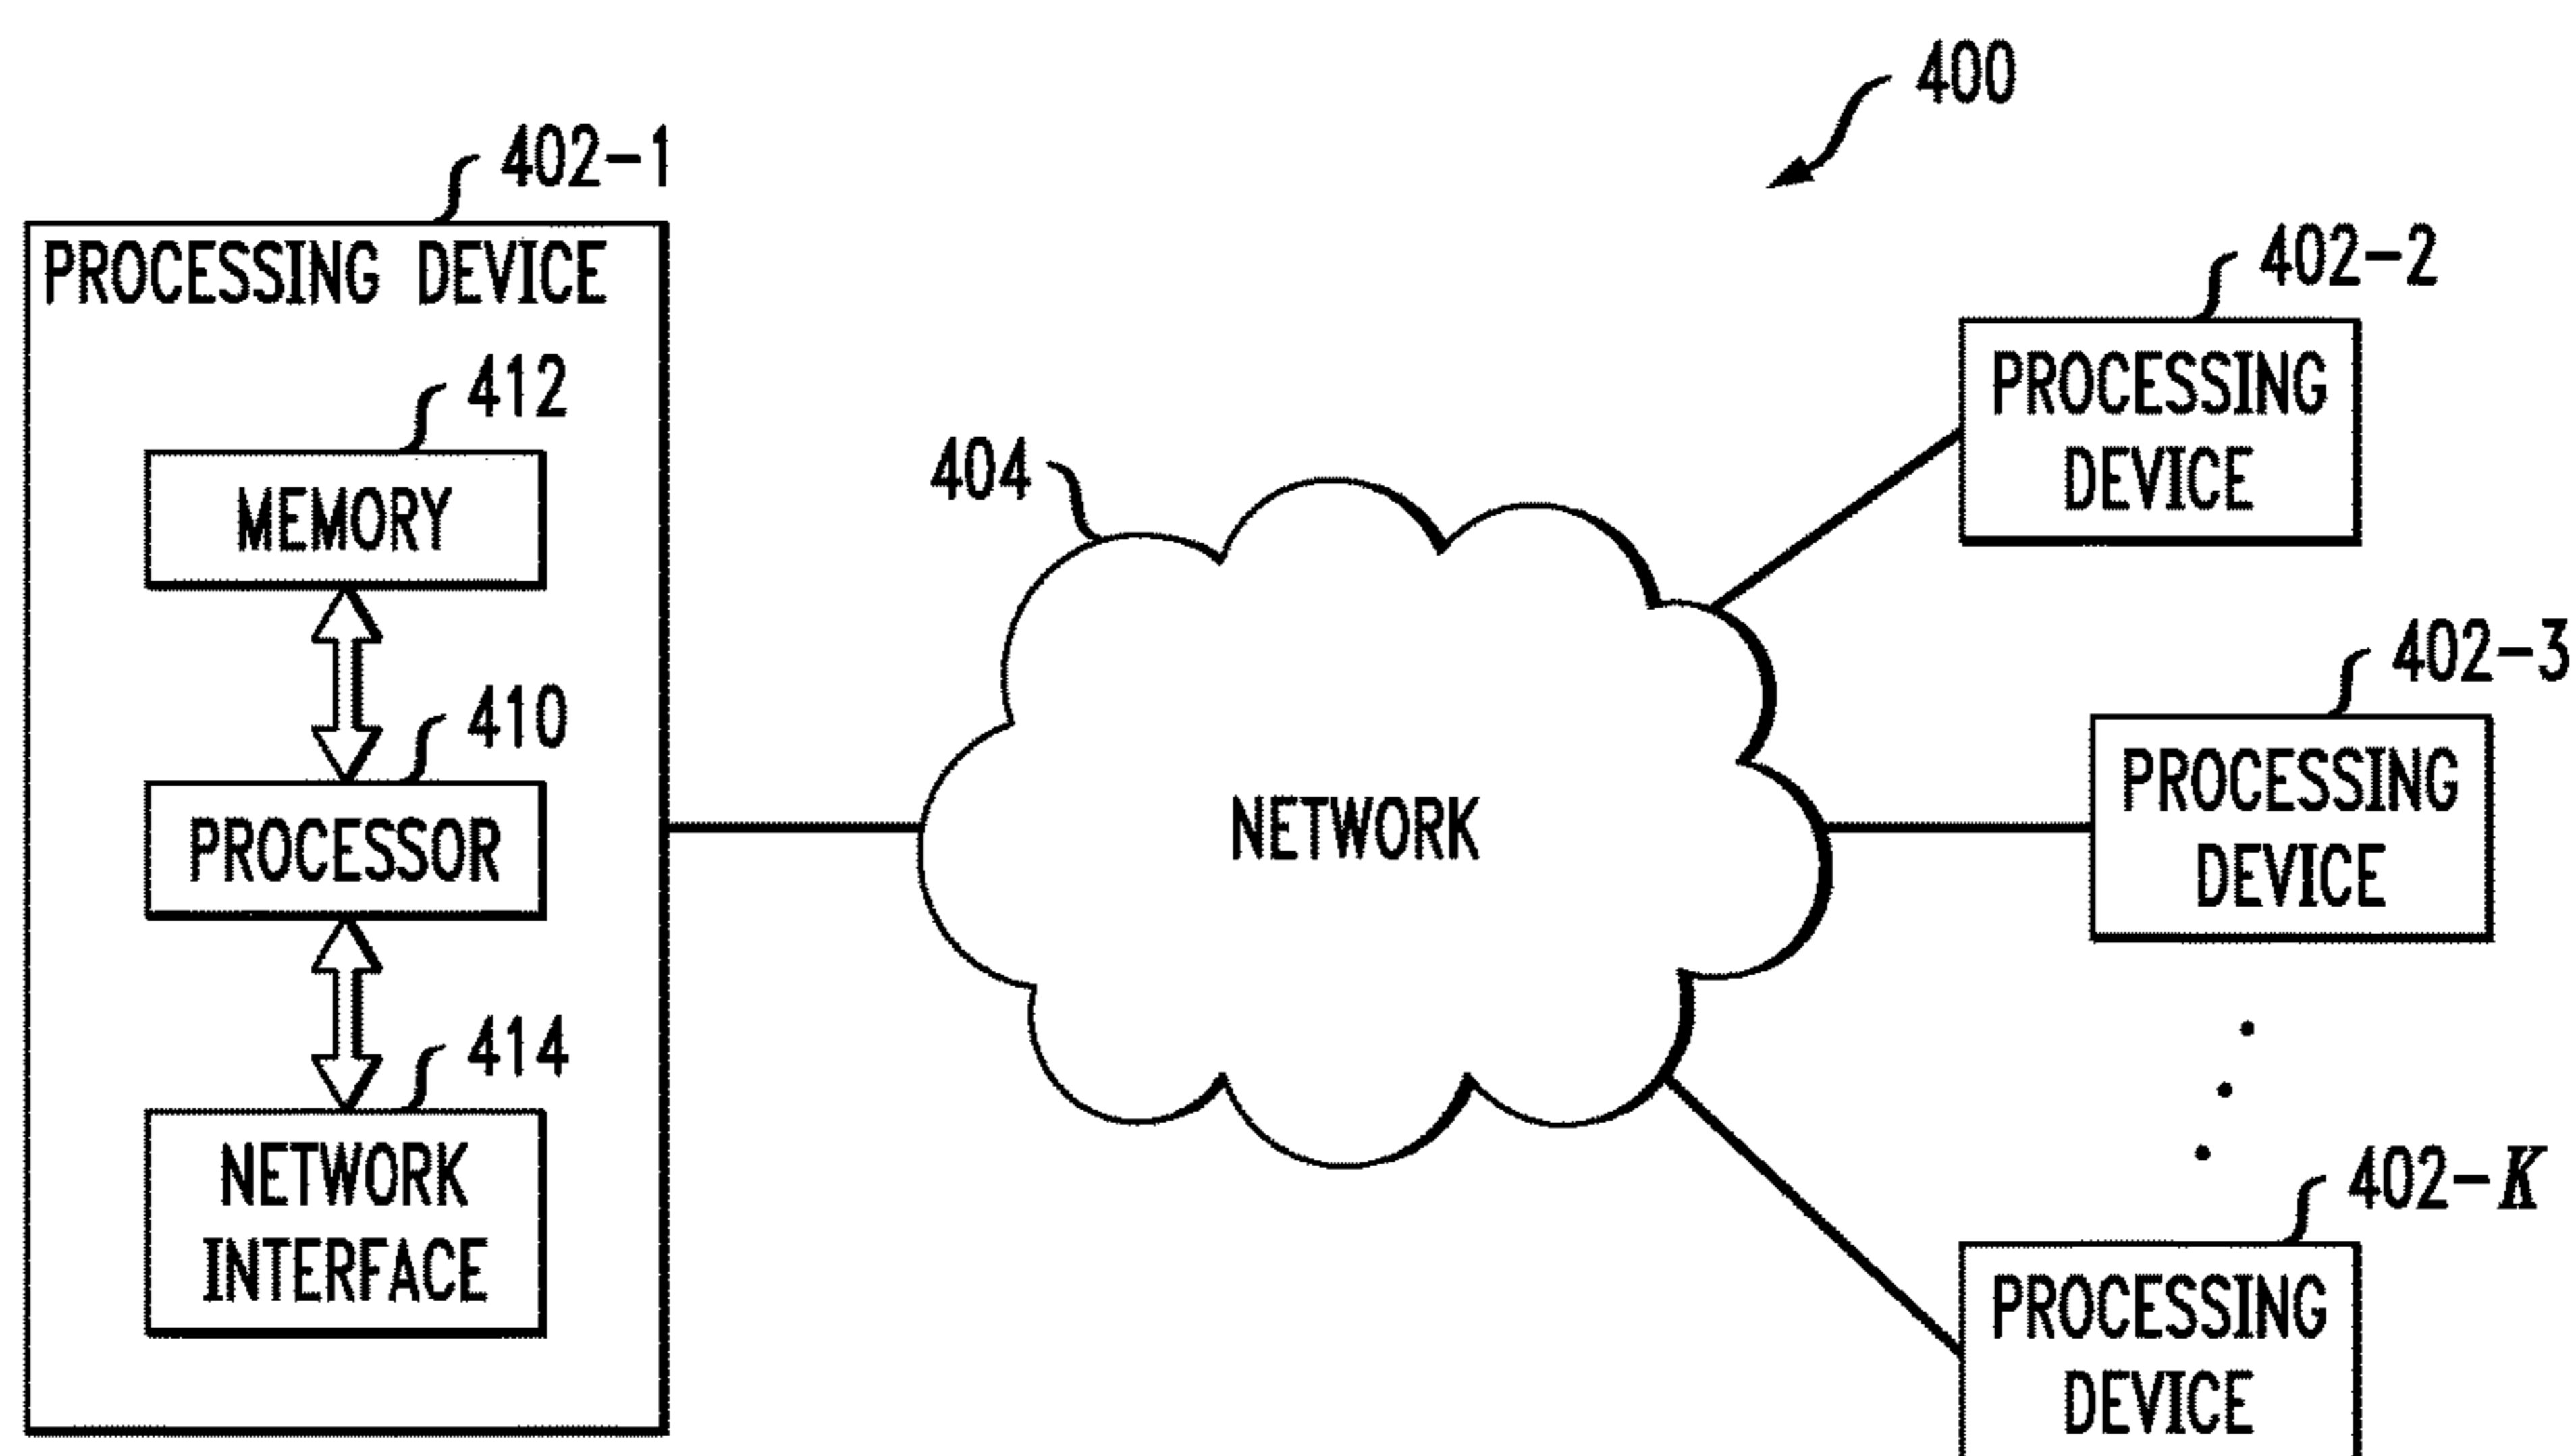 400
402-1
PROCESSING DEVICE
412
MEMORY
410
PROCESSOR
414
NETWORK
INTERFACE
404
NETWORK
402-2
PROCESSING
DEVICE
402-3
PROCESSING
DEVICE
402-K
PROCESSING
DEVICE